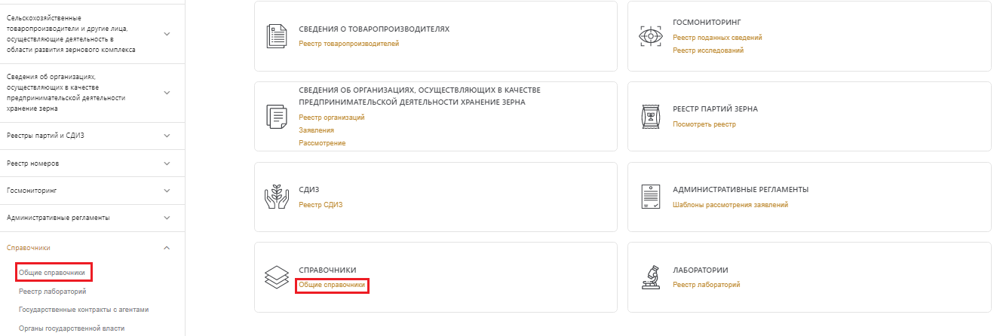 Сельскохозяйственные
товаропроизводители и другие лица,
осуществляющие деятельность в
области развития зернового комплекса
Сведения об организациях,
осуществляющих в качестве
предпринимательской деятельности
хранение зерна
Реестры партий и СДИЗ
Реестр номеров
Госмониторинг
Административные регламенты
Справочники
Общие справочники
Реестр лабораторий
Государственные контракты с агентами
Органы государственной власти
СВЕДЕНИЯ О ТОВАРОПРОИЗВОДИТЕЛЯХ
Реестр товаропроизводителей
ГОСМОНИТОРИНГ
Реестр поданных сведений
Реестр исследований
СВЕДЕНИЯ ОБ ОРГАНИЗАЦИЯХ, ОСУЩЕСТВЛЯЮЩИХ В КАЧЕСТВЕ
ПРЕДПРИНИМАТЕЛЬСКОЙ ДЕЯТЕЛЬНОСТИ ХРАНЕНИЕ ЗЕРНА
Реестр организаций
Заявления
Рассмотрение
РЕЕСТР ПАРТИЙ ЗЕРНА
Посмотреть реестр
СДИЗ
Реестр СДИЗ
АДМИНИСТРАТИВНЫЕ РЕГЛАМЕНТЫ
Шаблоны рассмотрения заявлений
СПРАВОЧНИКИ
Общие справочники
ЛАБОРАТОРИИ
Реестр лабораторий